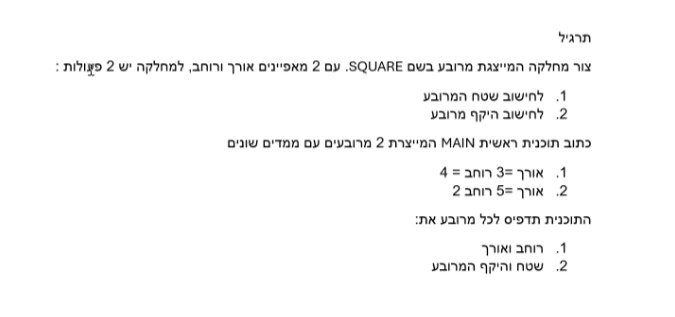 תרגיל
צור מחלקה המייצגת מרובע בשם SQUARE. עם 2 מאפיינים אורך ורוחב, למחלקה יש 2 פעולות :
1. לחישוב שטח המרובע
2. לחישוב היקף מרובע
כתוב תוכנית ראשית MAIN המייצרת 2 מרובעים עם ממדים שונים
1. אורך =3 רוחב = 4
2. אורך =5 רוחב 2
התוכנית תדפיס לכל מרובע את:
1. רוחב ואורך
2. שטח והיקף המרובע